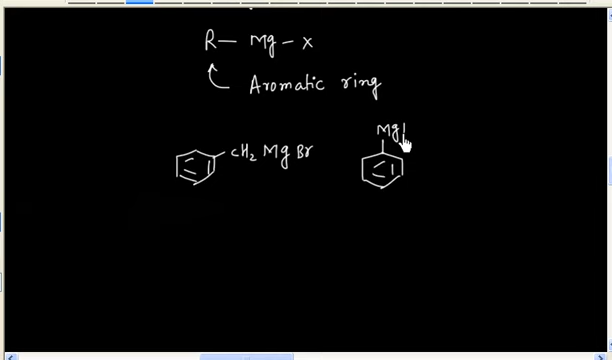 R — Mg — X
Aromatic ring
MgI
CH₂ MgBr